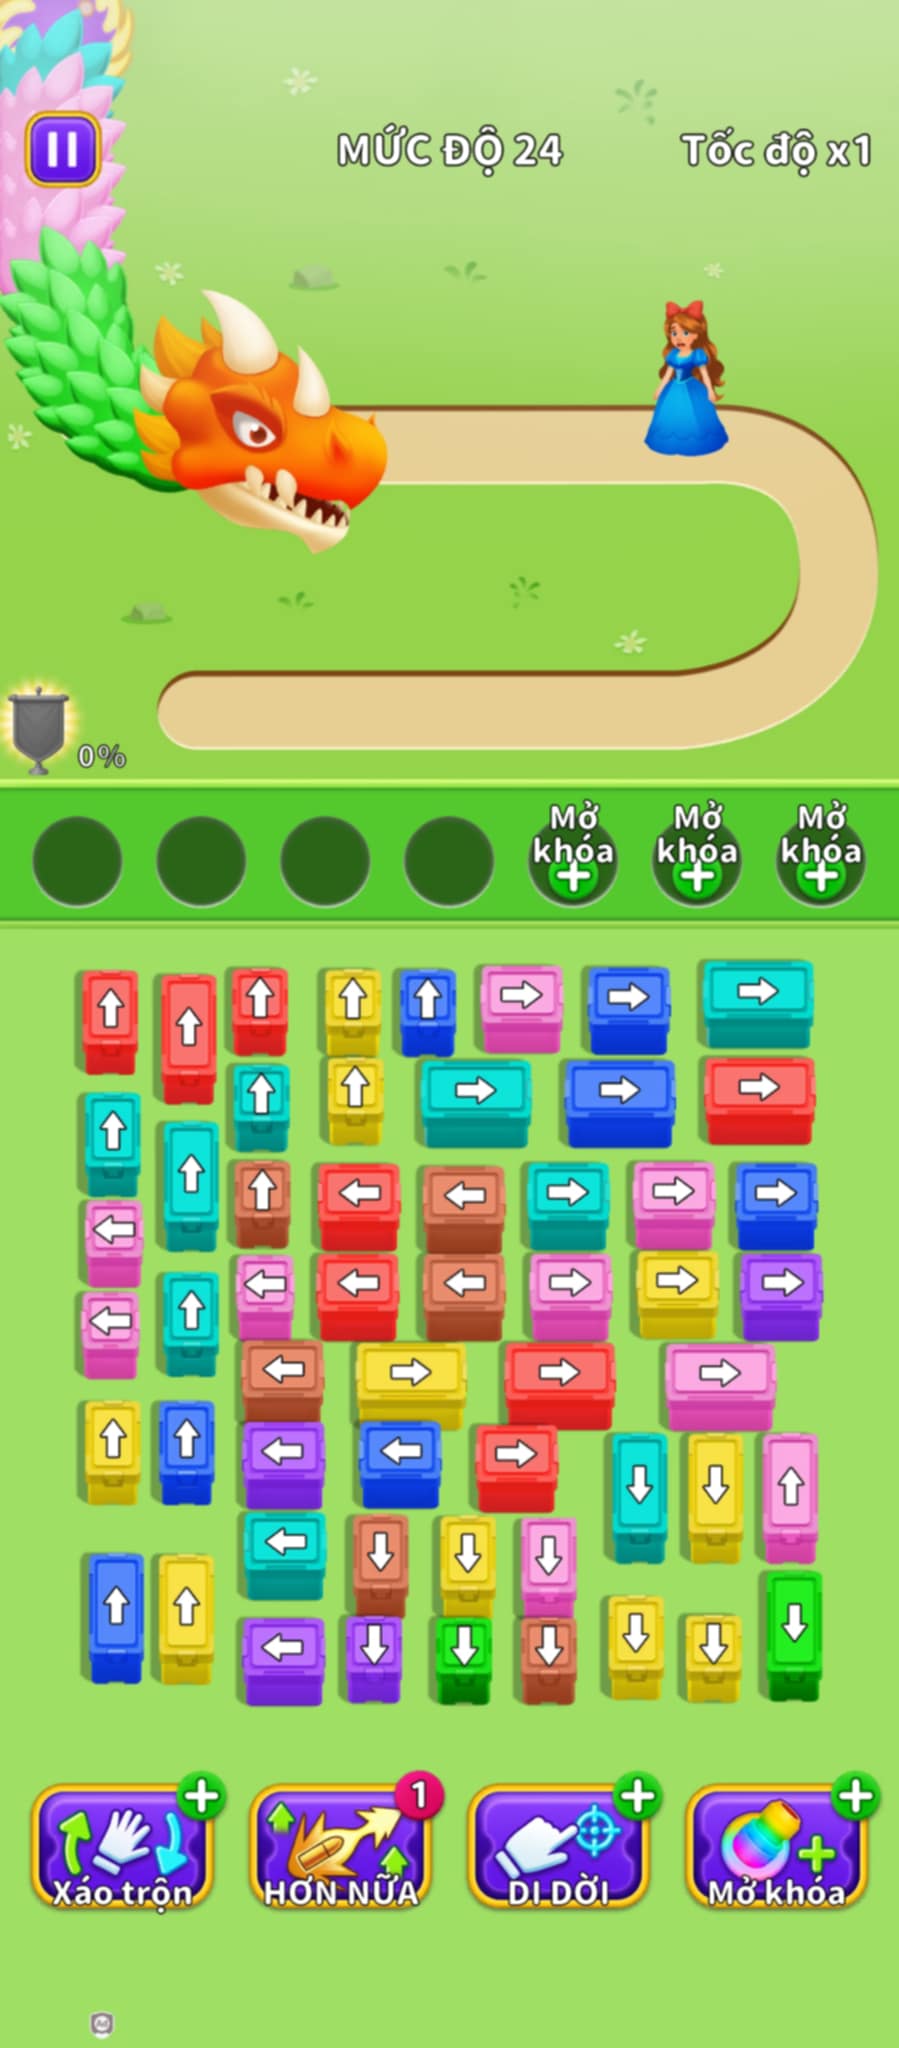 MỨC ĐỘ 24
Tốc độ x1
0%
Mở khóa
Mở khóa
Mở khóa
1
Xáo trộn
HƠN NỮA
DI DỜI
Mở khóa